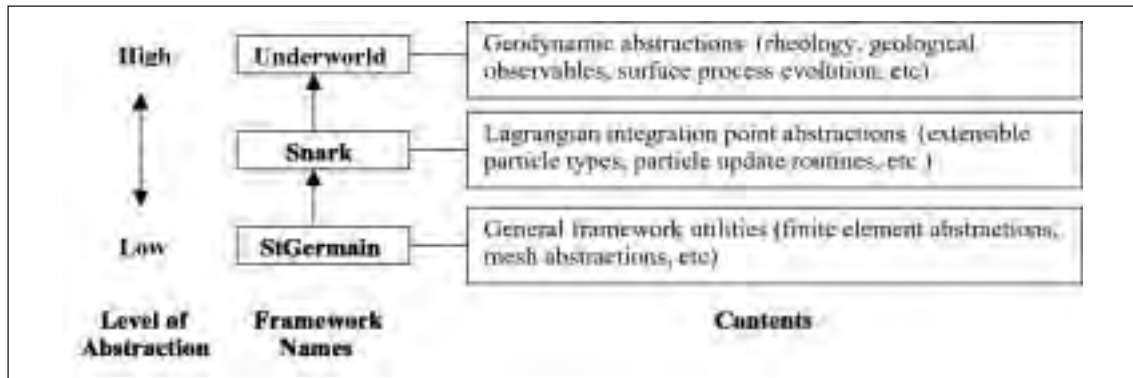 High
Underworld
Geodynamic abstractions (rheology, geological
observables, surface process evolution, etc)
Snark
Lagrangian integration point abstractions (extensible
particle types, particle update routines, etc )
Low
StGermain
General framework utilities (finite element abstractions,
mesh abstractions, etc)
Level of
Abstraction
Framework
Names
Contents